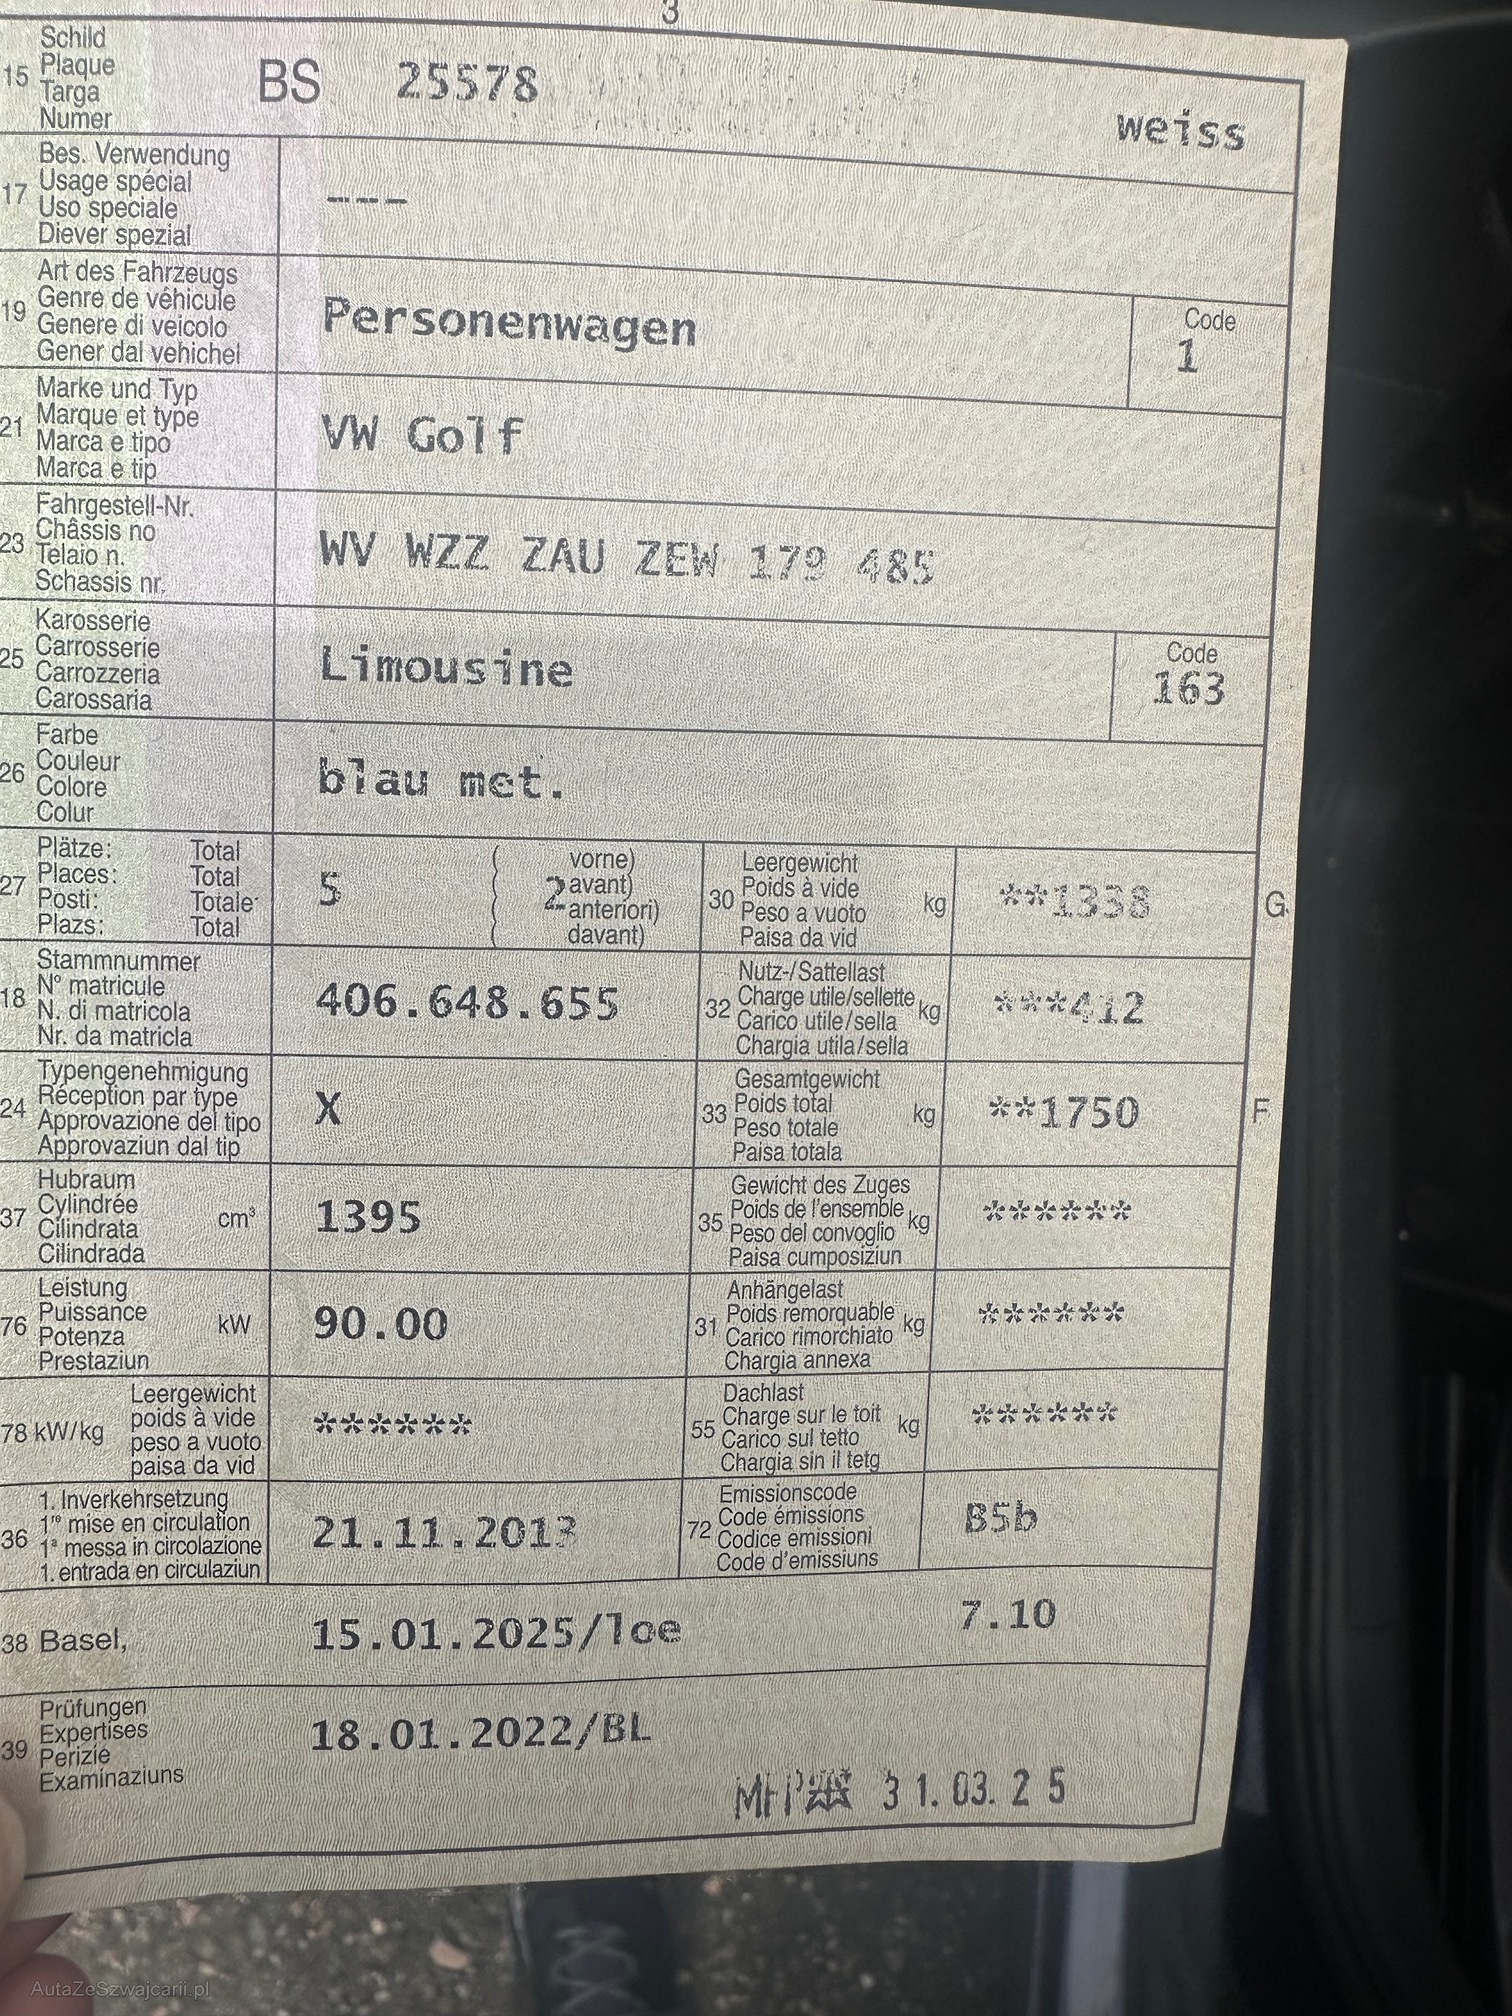 3
15 Schild
Plaque
Targa
Numer
BS 25578
weiss
17 Bes. Verwendung
Usage spécial
Uso speciale
Diever spezial
---
19 Art des Fahrzeugs
Genre de véhicule
Genere di veicolo
Gener dal vehichel
Personenwagen
Code
1
21 Marke und Typ
Marque et type
Marca e tipo
Marca e tip
VW Golf
23 Fahrgestell-Nr.
Châssis no
Telaio n.
Schassis nr.
WV WZZ ZAU ZEW 179 485
25 Karosserie
Carrosserie
Carrozzeria
Carossaria
Limousine
Code
163
26 Farbe
Couleur
Colore
Colur
blau met.
27 Plätze: Total
Places: Total
Posti: Totale
Plazs: Total
5
2
( vorne)
( avant)
( anteriori)
( davant)
30 Leergewicht
Poids à vide
Peso a vuoto
Paisa da vid
kg
**1338
G
18 Stammnummer
N° matricule
N. di matricola
Nr. da matricla
406.648.655
32 Nutz-/Sattellast
Charge utile/sellette
Carico utile/sella
Chargia utila/sella
kg
***412
24 Typengenehmigung
Réception par type
Approvazione del tipo
Approvaziun dal tip
X
33 Gesamtgewicht
Poids total
Peso totale
Paisa totala
kg
**1750
F
37 Hubraum
Cylindrée
Cilindrata
Cilindrada
cm³
1395
35 Gewicht des Zuges
Poids de l'ensemble
Peso del convoglio
Paisa cumposiziun
kg
******
76 Leistung
Puissance
Potenza
Prestaziun
kW
90.00
31 Anhängelast
Poids remorquable
Carico rimorchiato
Chargia annexa
kg
******
78 kW/kg
Leergewicht
poids à vide
peso a vuoto
paisa da vid
******
55 Dachlast
Charge sur le toit
Carico sul tetto
Chargia sin il tetg
kg
******
36 1. Inverkehrsetzung
1re mise en circulation
1a messa in circolazione
1. entrada en circulaziun
21.11.2013
72 Emissionscode
Code émissions
Codice emissioni
Code d'emissiuns
B5b
38 Basel,
15.01.2025/loe
7.10
39 Prüfungen
Expertises
Perizie
Examinaziuns
18.01.2022/BL
31.03.25
AutaZeSzwajcarii.pl